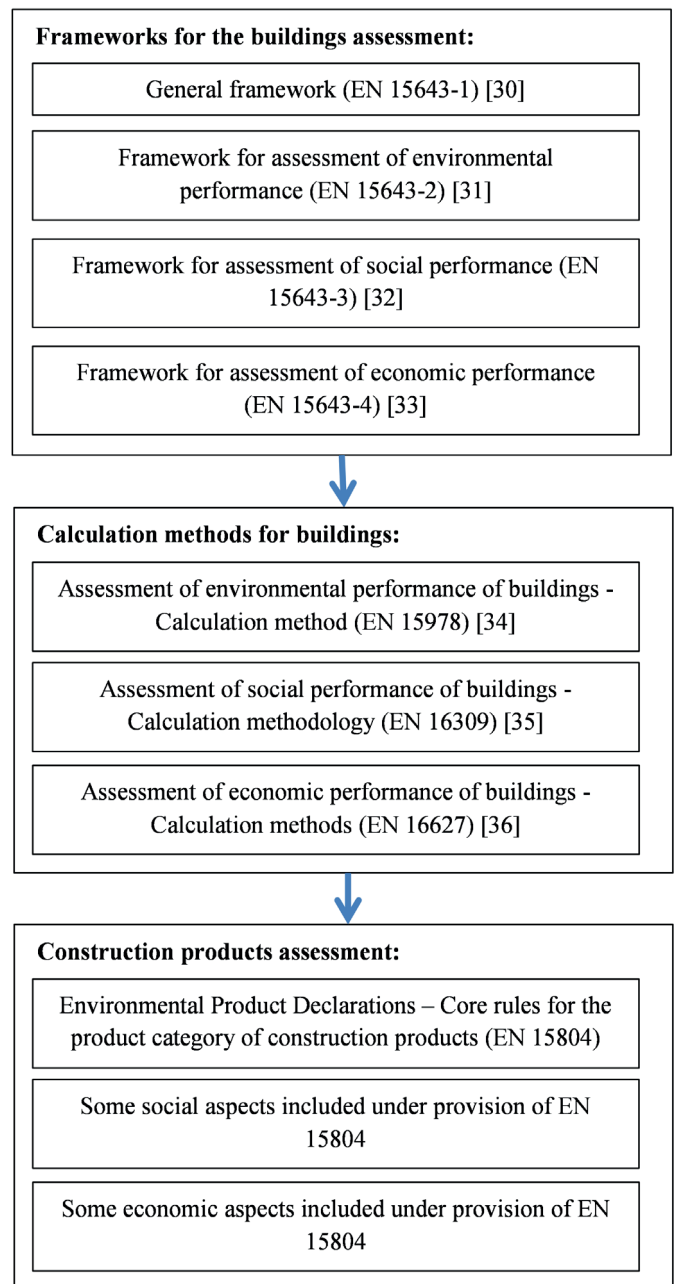 Frameworks for the buildings assessment:
General framework (EN 15643-1) [30]
Framework for assessment of environmental
performance (EN 15643-2) [31]
Framework for assessment of social performance (EN
15643-3) [32]
Framework for assessment of economic performance
(EN 15643-4) [33]
Calculation methods for buildings:
Assessment of environmental performance of buildings -
Calculation method (EN 15978) [34]
Assessment of social performance of buildings -
Calculation methodology (EN 16309) [35]
Assessment of economic performance of buildings -
Calculation methods (EN 16627) [36]
Construction products assessment:
Environmental Product Declarations – Core rules for the
product category of construction products (EN 15804)
Some social aspects included under provision of EN
15804
Some economic aspects included under provision of EN
15804